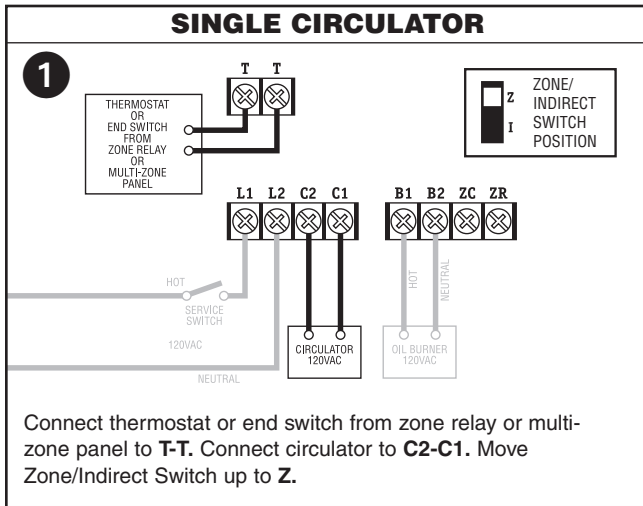 SINGLE CIRCULATOR
1
T T
THERMOSTAT
OR
END SWITCH
FROM
ZONE RELAY
OR
MULTI-ZONE
PANEL
Z
I
ZONE/
INDIRECT
SWITCH
POSITION
L1 L2 C2 C1 B1 B2 ZC ZR
HOT
SERVICE
SWITCH
120VAC
NEUTRAL
CIRCULATOR
120VAC
HOT
NEUTRAL
OIL BURNER
120VAC
Connect thermostat or end switch from zone relay or multi-
zone panel to T-T. Connect circulator to C2-C1. Move
Zone/Indirect Switch up to Z.